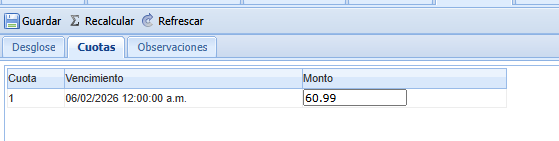 Guardar Recalcular Refrescar
Desglose Cuotas Observaciones
Cuota Vencimiento Monto
1 06/02/2026 12:00:00 a.m. 60.99